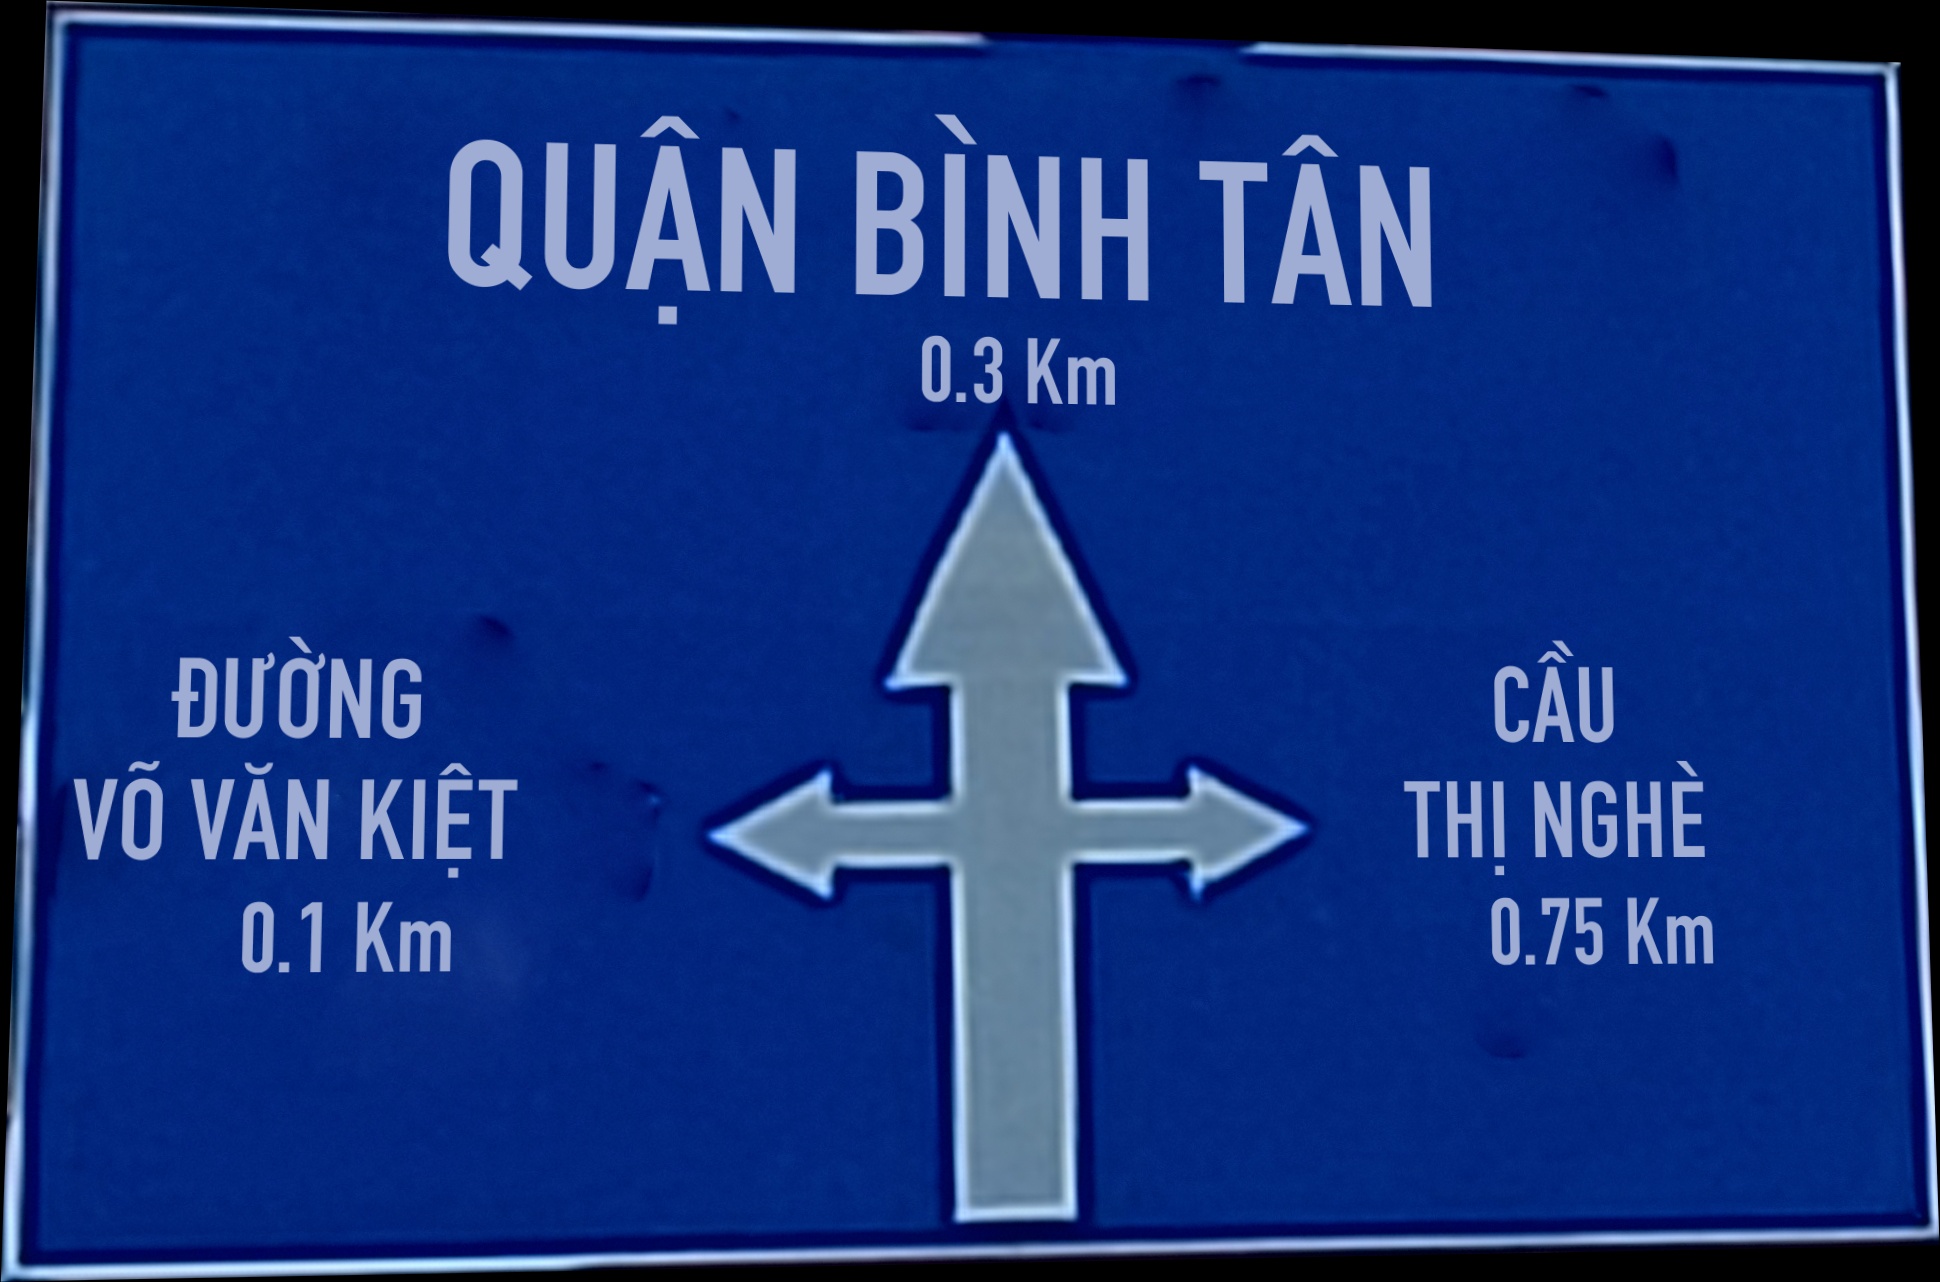 QUẬN BÌNH TÂN
0.3 Km
ĐƯỜNG
VÕ VĂN KIỆT
0.1 Km
CẦU
THỊ NGHÈ
0.75 Km